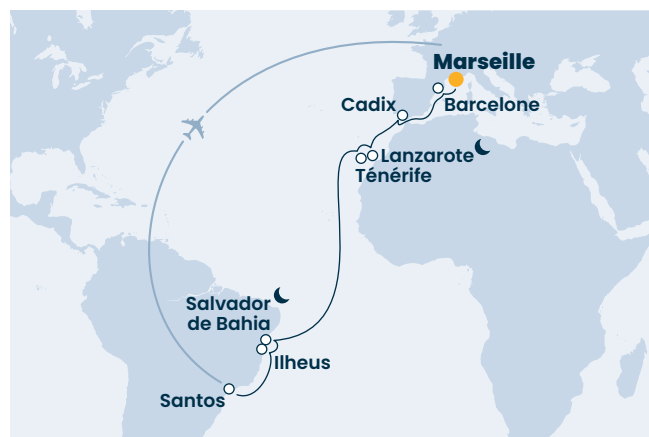 Marseille
Cadix
Barcelone
Lanzarote
Ténérife
Salvador
de Bahia
Ilheus
Santos